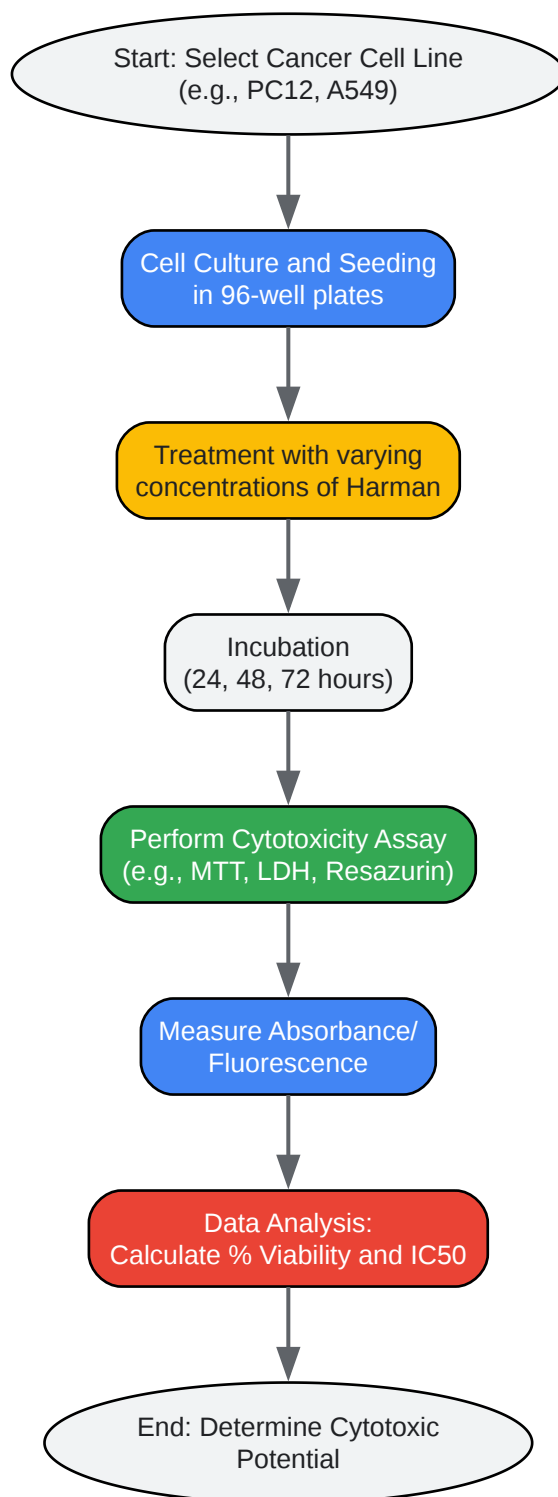 Start: Select Cancer Cell Line
(e.g., PC12, A549)
Cell Culture and Seeding
in 96-well plates
Treatment with varying
concentrations of Harman
Incubation
(24, 48, 72 hours)
Perform Cytotoxicity Assay
(e.g., MTT, LDH, Resazurin)
Measure Absorbance/
Fluorescence
Data Analysis:
Calculate % Viability and IC50
End: Determine Cytotoxic
Potential